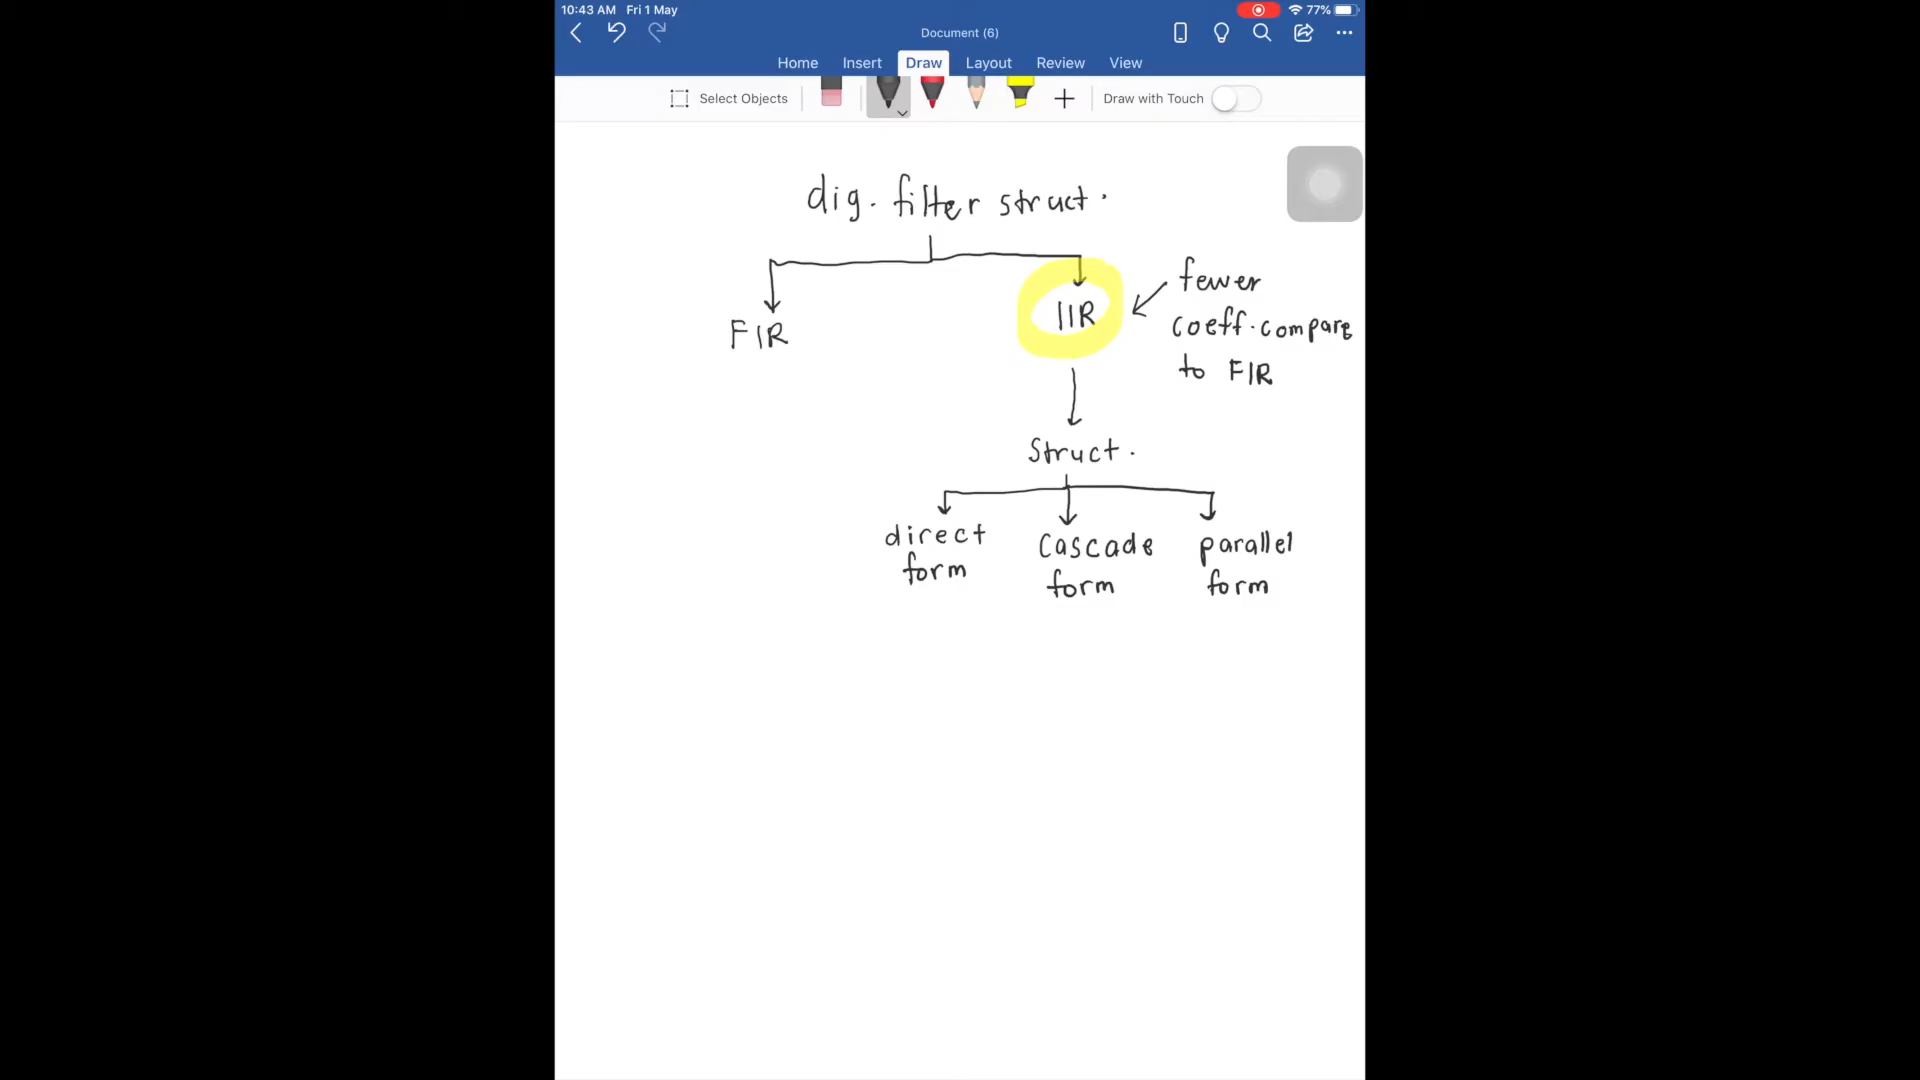 10:43 AM Fri 1 May 77%
Document (6)
Home Insert Draw Layout Review View
Select Objects Draw with Touch
dig. filter struct.
FIR
IIR
fewer
coeff. compare
to FIR
Struct.
direct
form
Cascade
form
parallel
form